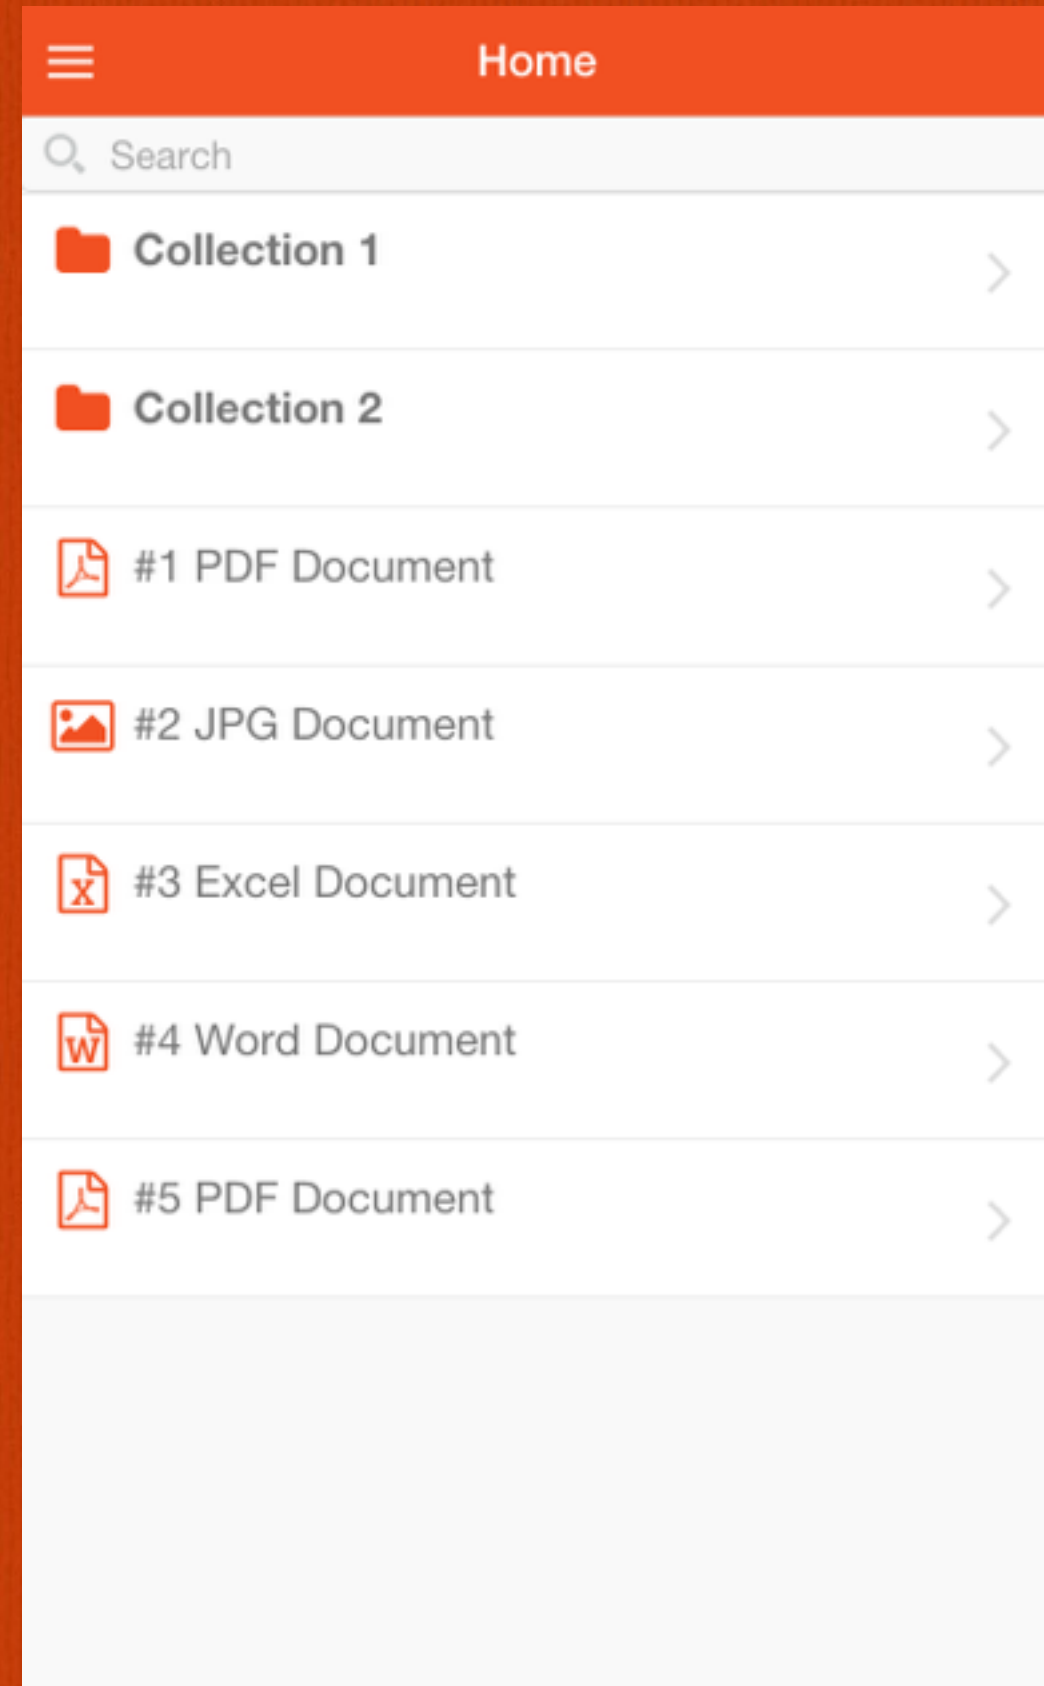 Home
Search
Collection 1
Collection 2
#1 PDF Document
#2 JPG Document
#3 Excel Document
#4 Word Document
#5 PDF Document